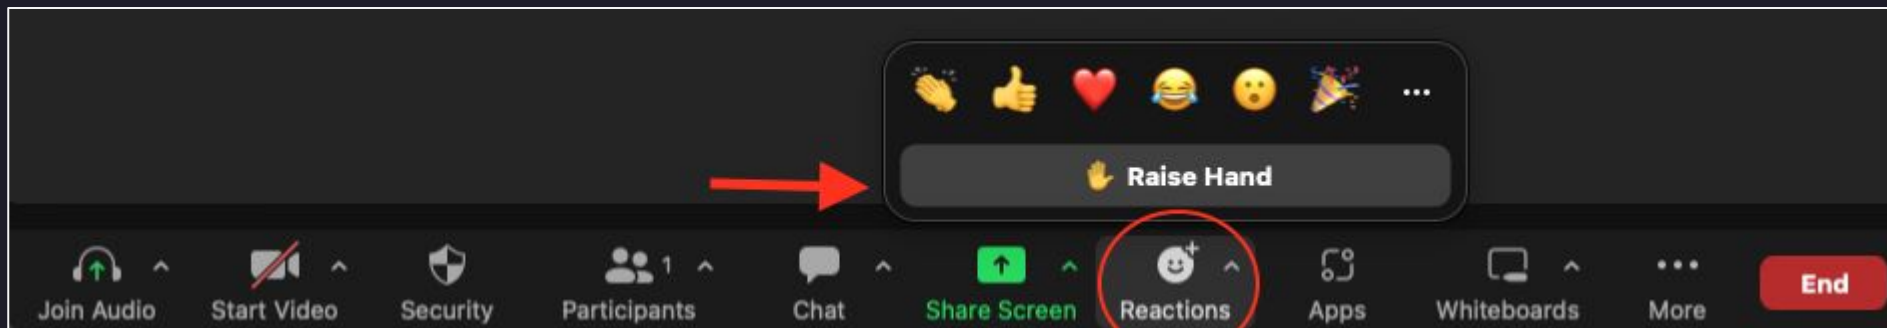 Raise Hand
1
Join Audio
Start Video
Security
Participants
Chat
Share Screen
Reactions
Apps
Whiteboards
More
End